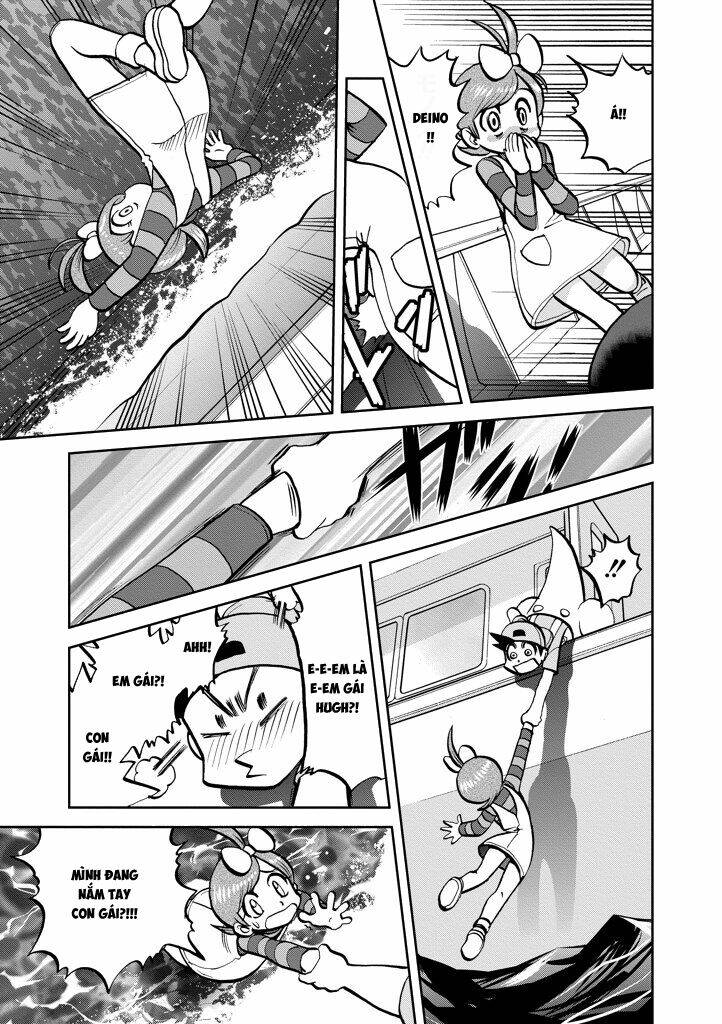 Á!!
DEINO
!!
!!
E-E-EM LÀ
E-EM GÁI
HUGH?!
AHH!
EM GÁI?!
CON
GÁI!!
MÌNH ĐANG
NẮM TAY
CON GÁI?!!!